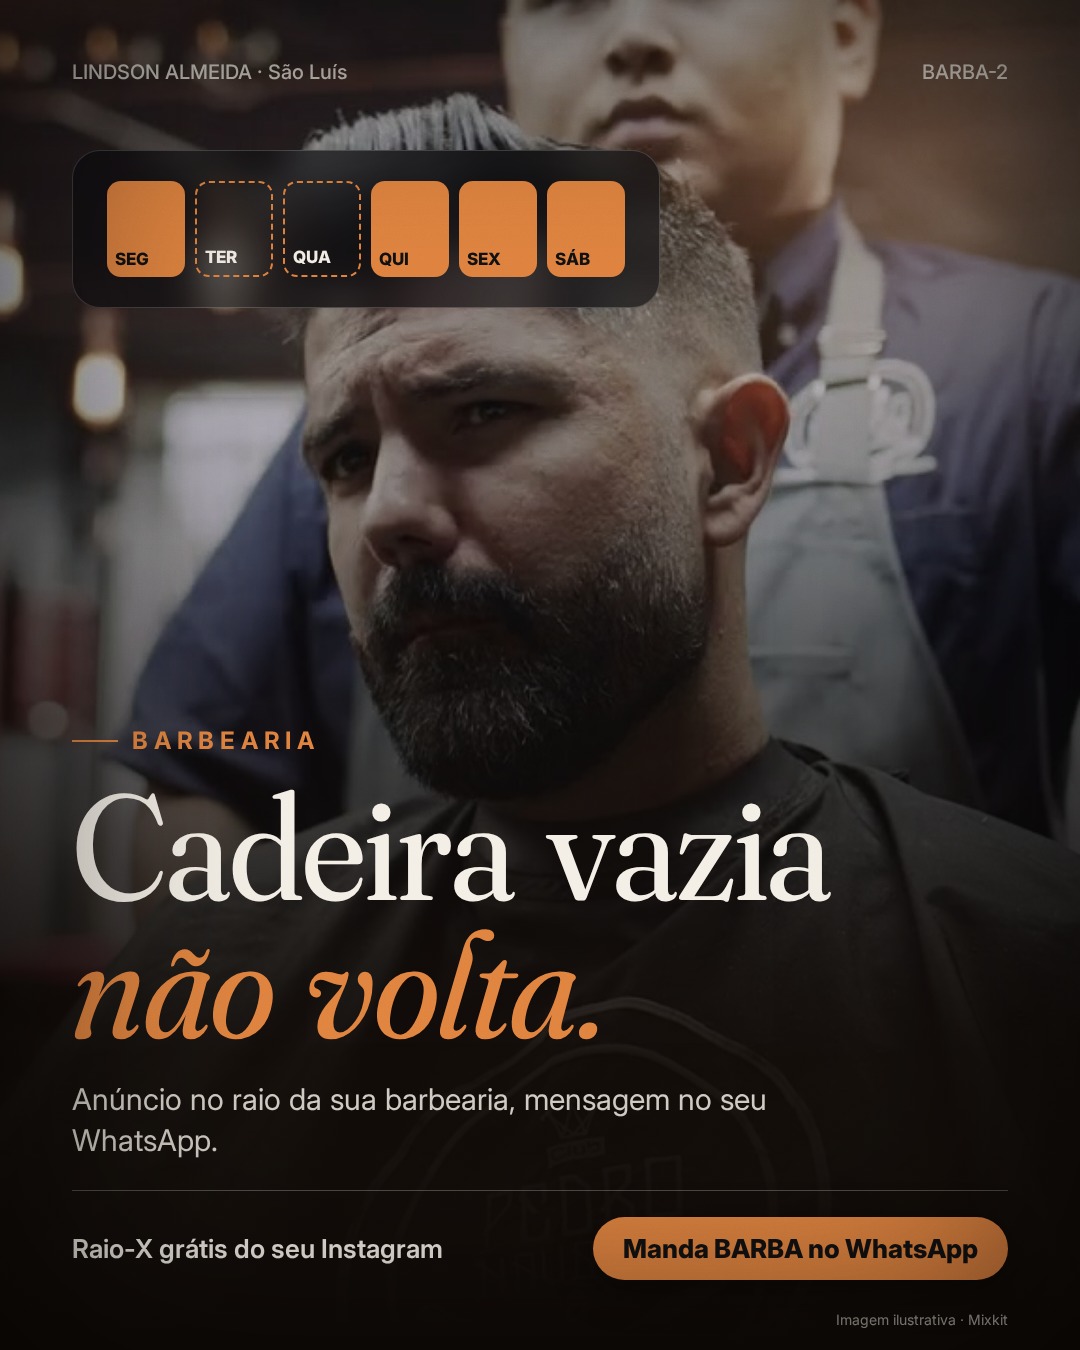 LINDSON ALMEIDA · São Luís
BARBA-2
SEG TER QUA QUI SEX SÁB
BARBEARIA
Cadeira vazia
não volta.
Anúncio no raio da sua barbearia, mensagem no seu
WhatsApp.
PEDRO
Raio-X grátis do seu Instagram
Manda BARBA no WhatsApp
Imagem ilustrativa · Mixkit